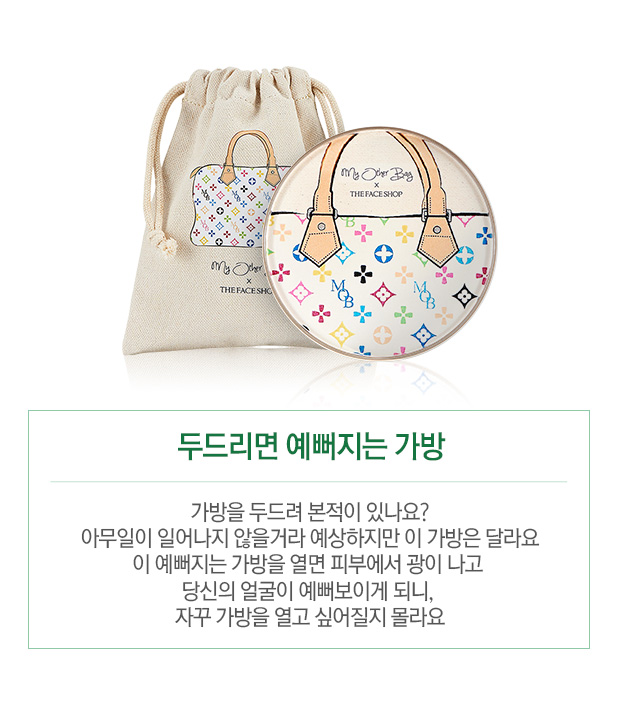 My Other Bag
x
THE FACE SHOP
My Other Ba
x
THE FACE SHO
MOB
MOB
두드리면 예뻐지는 가방
가방을 두드려 본적이 있나요?
아무일이 일어나지 않을거라 예상하지만 이 가방은 달라요
이 예뻐지는 가방을 열면 피부에서 광이 나고
당신의 얼굴이 예뻐보이게 되니,
자꾸 가방을 열고 싶어질지 몰라요